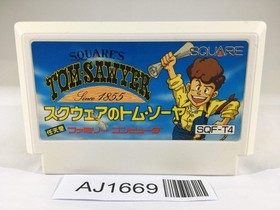 SQUARE'S
SQUARE
TOM SAWYER
Since 1855
スクウェアのトム・ソーヤ
任天堂
ファミリーコンピュータ
SQF-T4
AJ1669